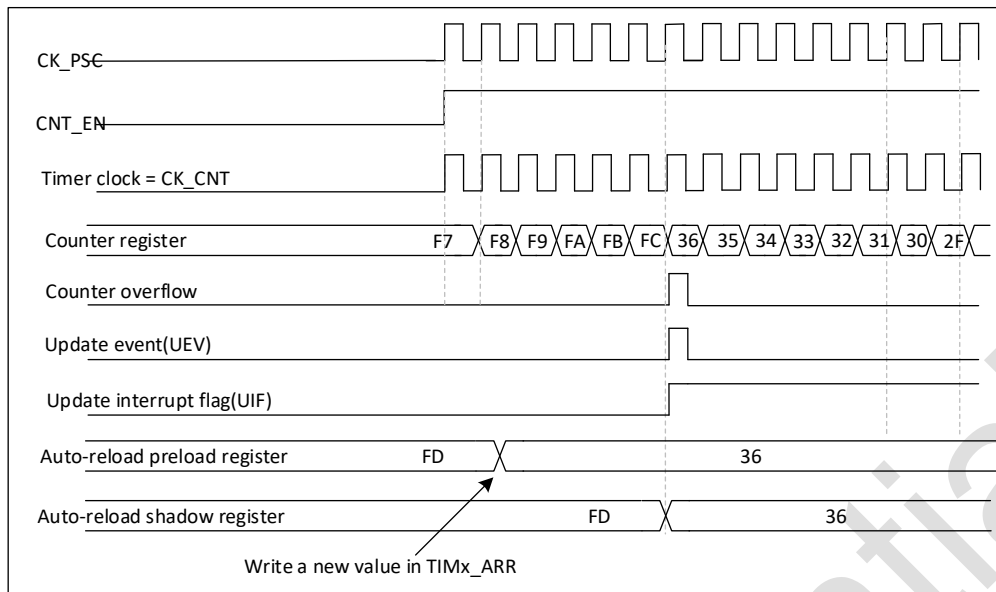 CK_PSC
CNT_EN
Timer clock = CK_CNT
Counter register F7 F8 F9 FA FB FC 36 35 34 33 32 31 30 2F
Counter overflow
Update event(UEV)
Update interrupt flag(UIF)
Auto-reload preload register FD 36
Auto-reload shadow register FD 36
Write a new value in TIMx_ARR